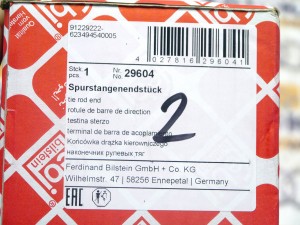 91229222-
623494540005
4 027816 296041
Stck. 1 Nr. 29604
pcs. No.
Spurstangenendstück
tie rod end
rotule de barre de direction
testina sterzo
terminal de barra de acoplamiento
Końcówka drążka kierowniczego
наконечник рулевых тяг
2
Ferdinand Bilstein GmbH + Co. KG
Wilhelmstr. 47 | 58256 Ennepetal | Germany
EAC
febi
bilstein